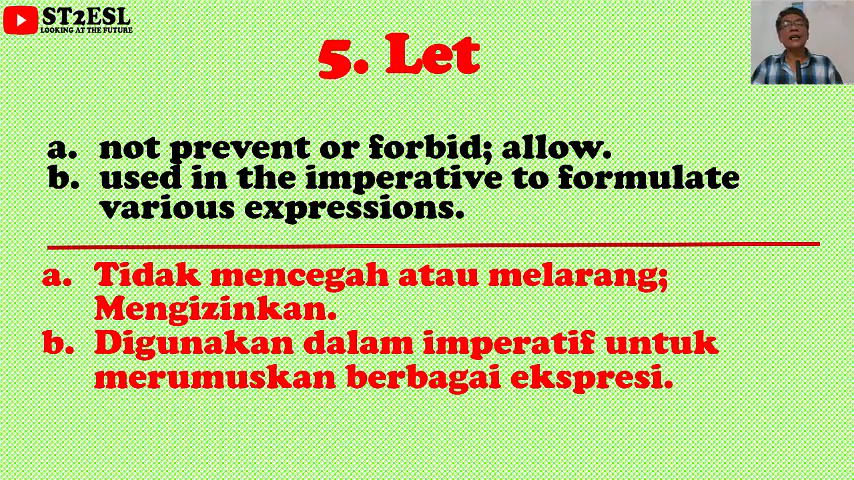 ST2ESL
LOOKING AT THE FUTURE
5. Let
a. not prevent or forbid; allow.
b. used in the imperative to formulate
various expressions.
a. Tidak mencegah atau melarang;
Mengizinkan.
b. Digunakan dalam imperatif untuk
merumuskan berbagai ekspresi.